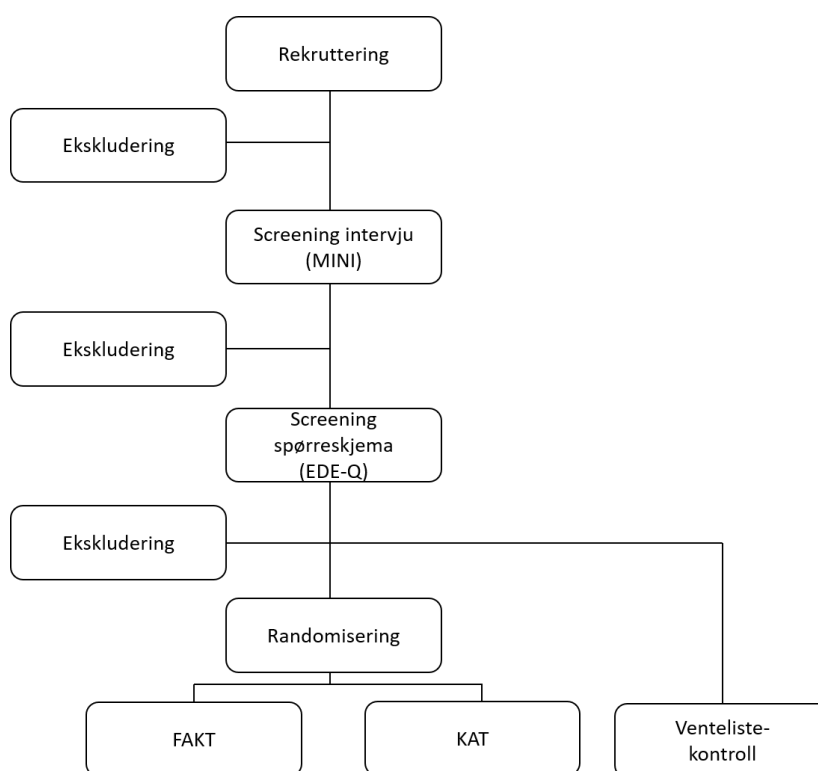 Rekruttering
Ekskludering
Screening intervju
(MINI)
Ekskludering
Screening
spørreskjema
(EDE-Q)
Ekskludering
Randomisering
FAKT
KAT
Venteliste-
kontroll